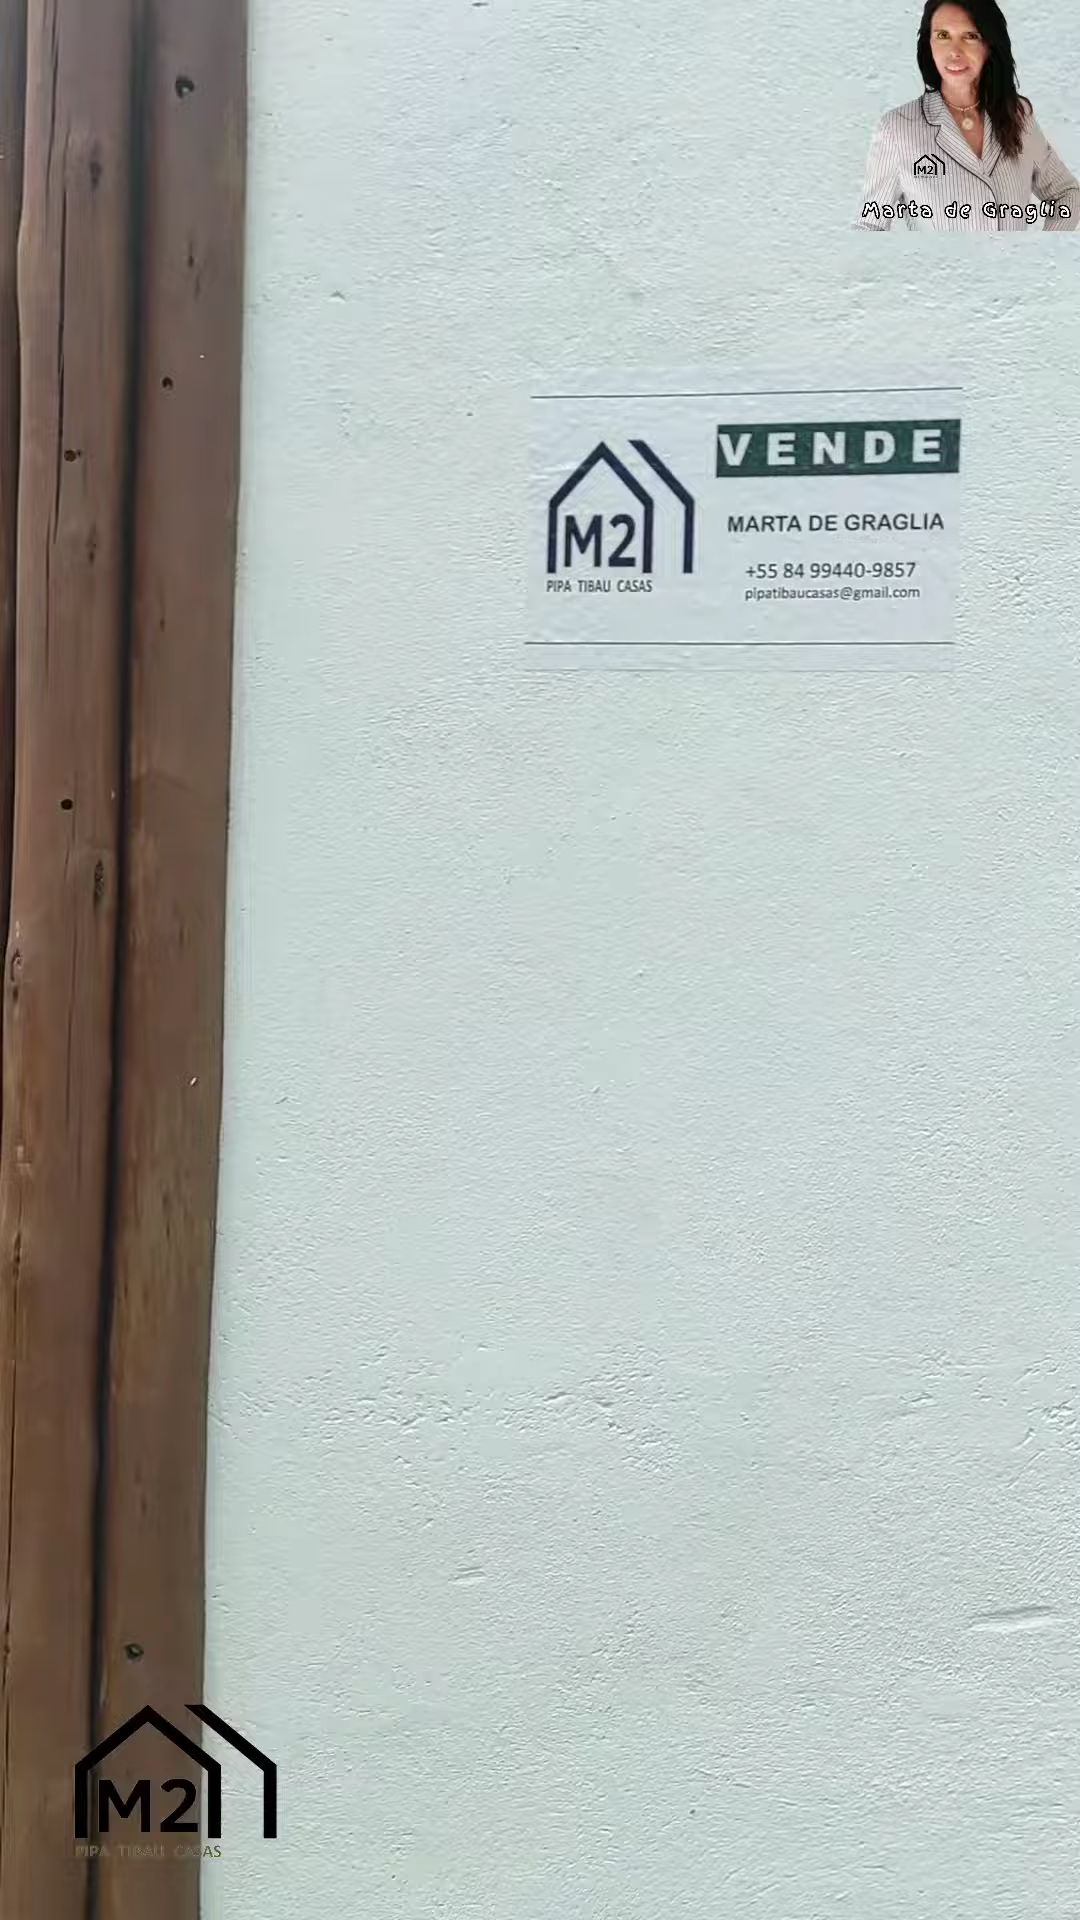 M2
Marta de Graglia
VENDE
M2
PIPA TIBAU CASAS
MARTA DE GRAGLIA
+55 84 99440-9857
pipatibaucasas@gmail.com
M2
PIPA TIBAU CASAS